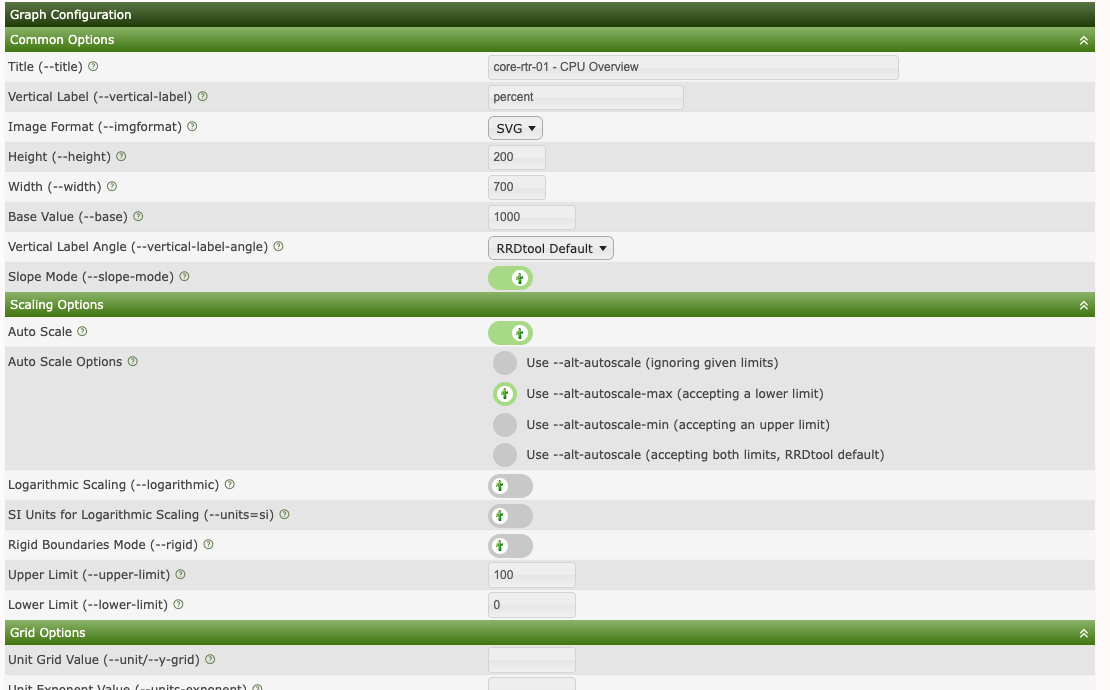 Graph Configuration
Common Options
Title (--title)
core-rtr-01 - CPU Overview
Vertical Label (--vertical-label)
percent
Image Format (--imgformat)
SVG
Height (--height)
200
Width (--width)
700
Base Value (--base)
1000
Vertical Label Angle (--vertical-label-angle)
RRDtool Default
Slope Mode (--slope-mode)
Scaling Options
Auto Scale
Auto Scale Options
Use --alt-autoscale (ignoring given limits)
Use --alt-autoscale-max (accepting a lower limit)
Use --alt-autoscale-min (accepting an upper limit)
Use --alt-autoscale (accepting both limits, RRDtool default)
Logarithmic Scaling (--logarithmic)
SI Units for Logarithmic Scaling (--units=si)
Rigid Boundaries Mode (--rigid)
Upper Limit (--upper-limit)
100
Lower Limit (--lower-limit)
0
Grid Options
Unit Grid Value (--unit/--y-grid)
Unit Exponent Value (--units-exponent)